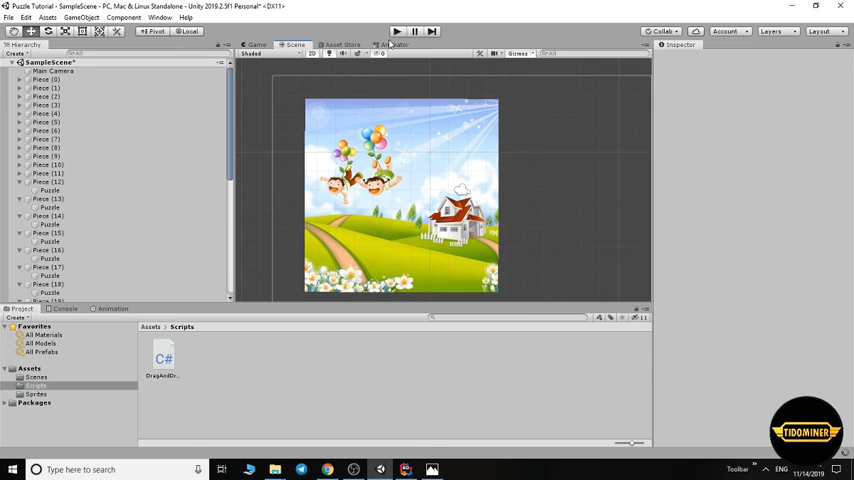 Puzzle Tutorial - SampleScene - PC, Mac & Linux Standalone - Unity 2019.2.5f1 Personal* <DX11>
File Edit Assets GameObject Component Window Help
Pivot Local Collab Account Layers Layout
Hierarchy Game Scene Asset Store Animator Inspector
Create All Shaded 2D 0 Gizmos All
SampleScene*
Main Camera
Piece (0)
Piece (1)
Piece (2)
Piece (3)
Piece (4)
Piece (5)
Piece (6)
Piece (7)
Piece (8)
Piece (9)
Piece (10)
Piece (11)
Piece (12)
Puzzle
Piece (13)
Puzzle
Piece (14)
Puzzle
Piece (15)
Puzzle
Piece (16)
Puzzle
Piece (17)
Puzzle
Piece (18)
Puzzle
Piece (19)
Project Console Animation
Create 11
Favorites
All Materials
All Models
All Prefabs
Assets
Scenes
Scripts
Sprites
Packages
Assets > Scripts
C#
DragAndDr...
TIDOMINER
Type here to search
Toolbar ENG
11/14/2019